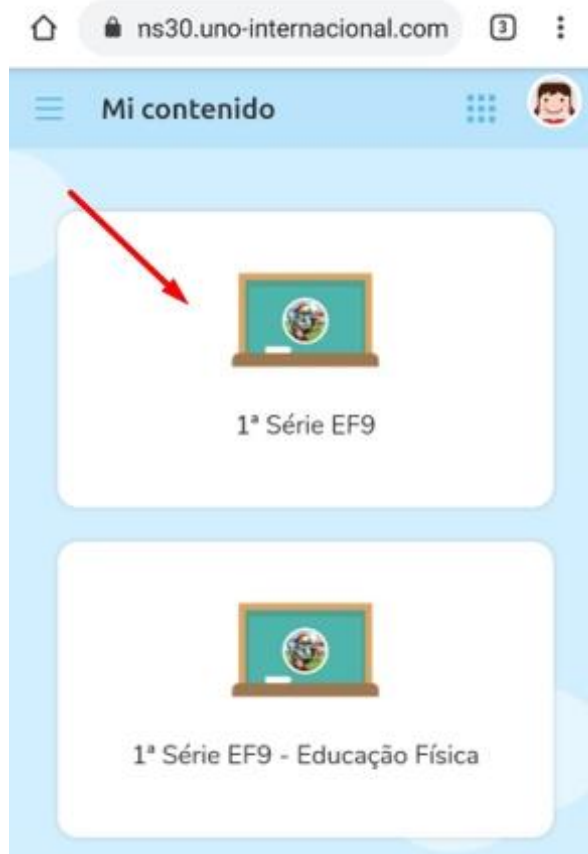 ns30.uno-internacional.com 3
Mi contenido
1ª Série EF9
1ª Série EF9 - Educação Física